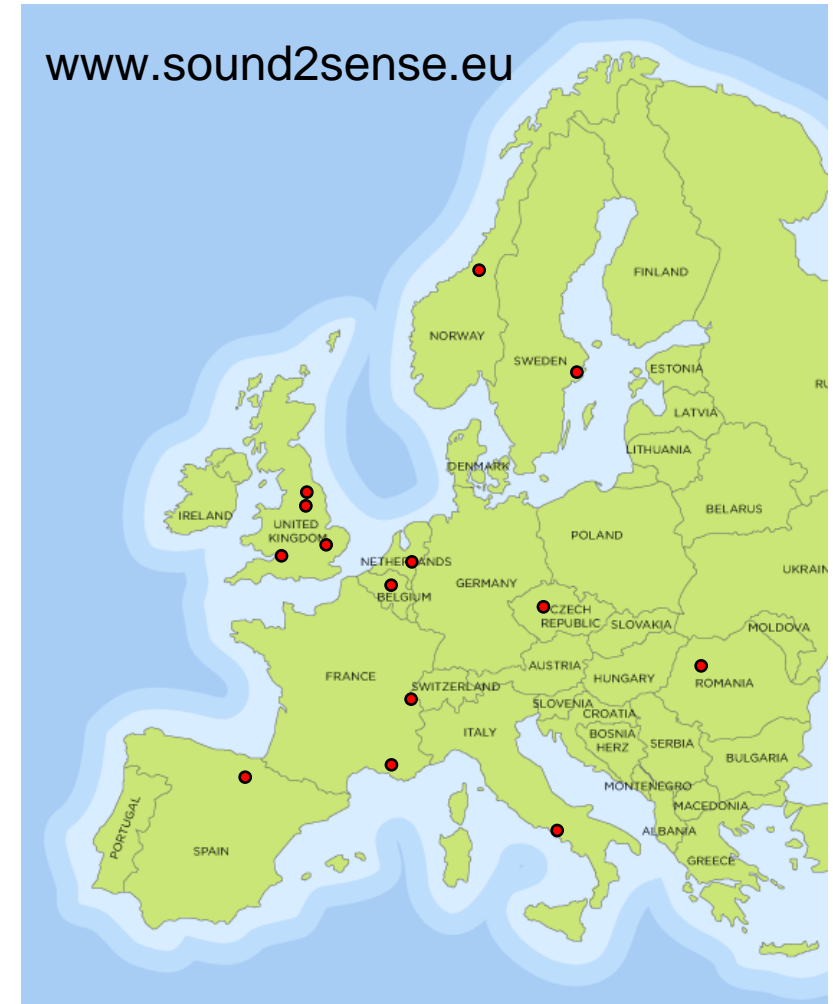 www.sound2sense.eu
FINLAND
NORWAY
SWEDEN
ESTONIA
RU
LATVIA
LITHUANIA
DENMARK
BELARUS
IRELAND
UNITED
KINGDOM
POLAND
NETHERLANDS
UKRAIN
GERMANY
BELGIUM
CZECH
REPUBLIC
SLOVAKIA
MOLDOVA
AUSTRIA
FRANCE
SWITZERLAND
HUNGARY
ROMANIA
SLOVENIA
CROATIA
ITALY
BOSNIA
HERZ
SERBIA
BULGARIA
MONTENEGRO
MACEDONIA
PORTUGAL
ALBANIA
SPAIN
GREECE